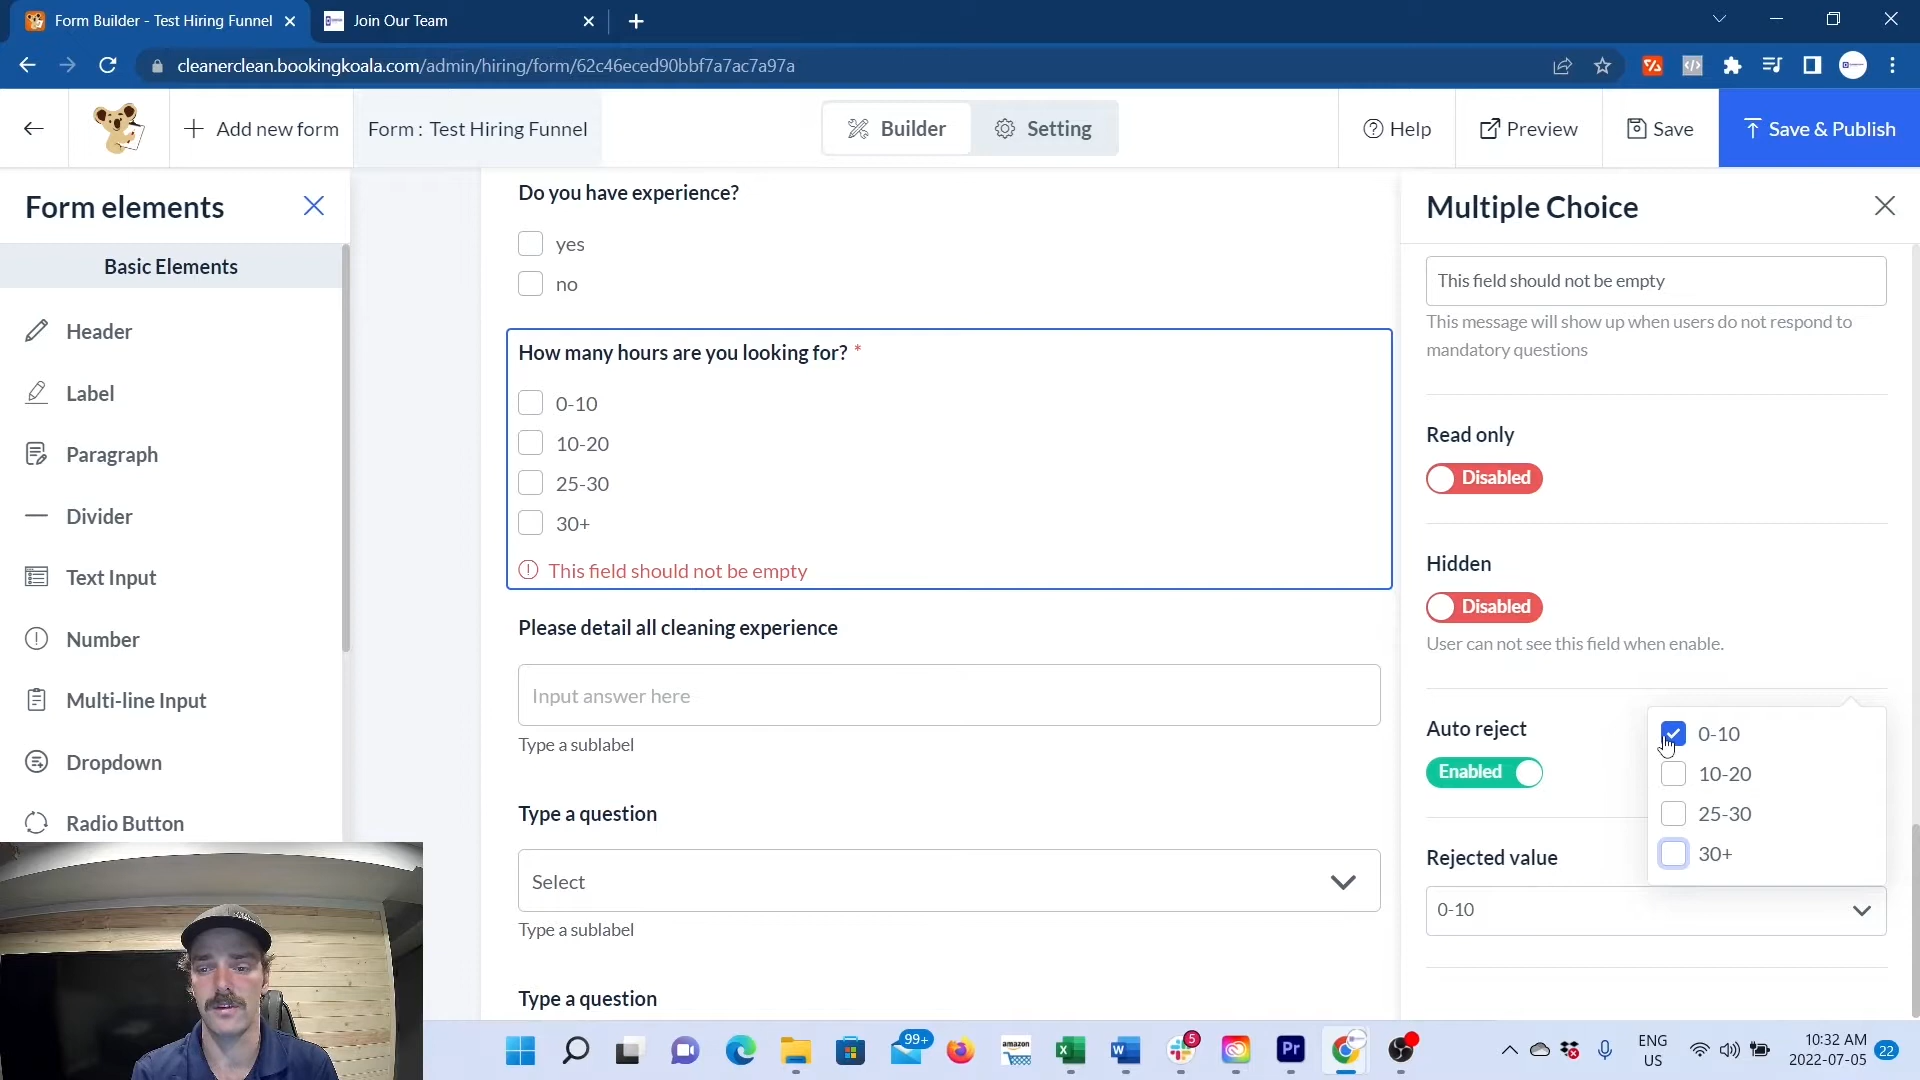 Form Builder - Test Hiring Funnel
Join Our Team
cleanerclean.bookingkoala.com/admin/hiring/form/62c46eced90bbf7a7ac7a97a
Add new form
Form : Test Hiring Funnel
Builder
Setting
Help
Preview
Save
Save & Publish
Form elements
Basic Elements
Header
Label
Paragraph
Divider
Text Input
Number
Multi-line Input
Dropdown
Radio Button
Do you have experience?
yes
no
How many hours are you looking for? *
0-10
10-20
25-30
30+
This field should not be empty
Please detail all cleaning experience
Input answer here
Type a sublabel
Type a question
Select
Type a sublabel
Type a question
Multiple Choice
This field should not be empty
This message will show up when users do not respond to
mandatory questions
Read only
Disabled
Hidden
Disabled
User can not see this field when enable.
Auto reject
Enabled
0-10
10-20
25-30
30+
Rejected value
0-10
99+
amazon
5
Pr
ENG
US
10:32 AM
2022-07-05
22